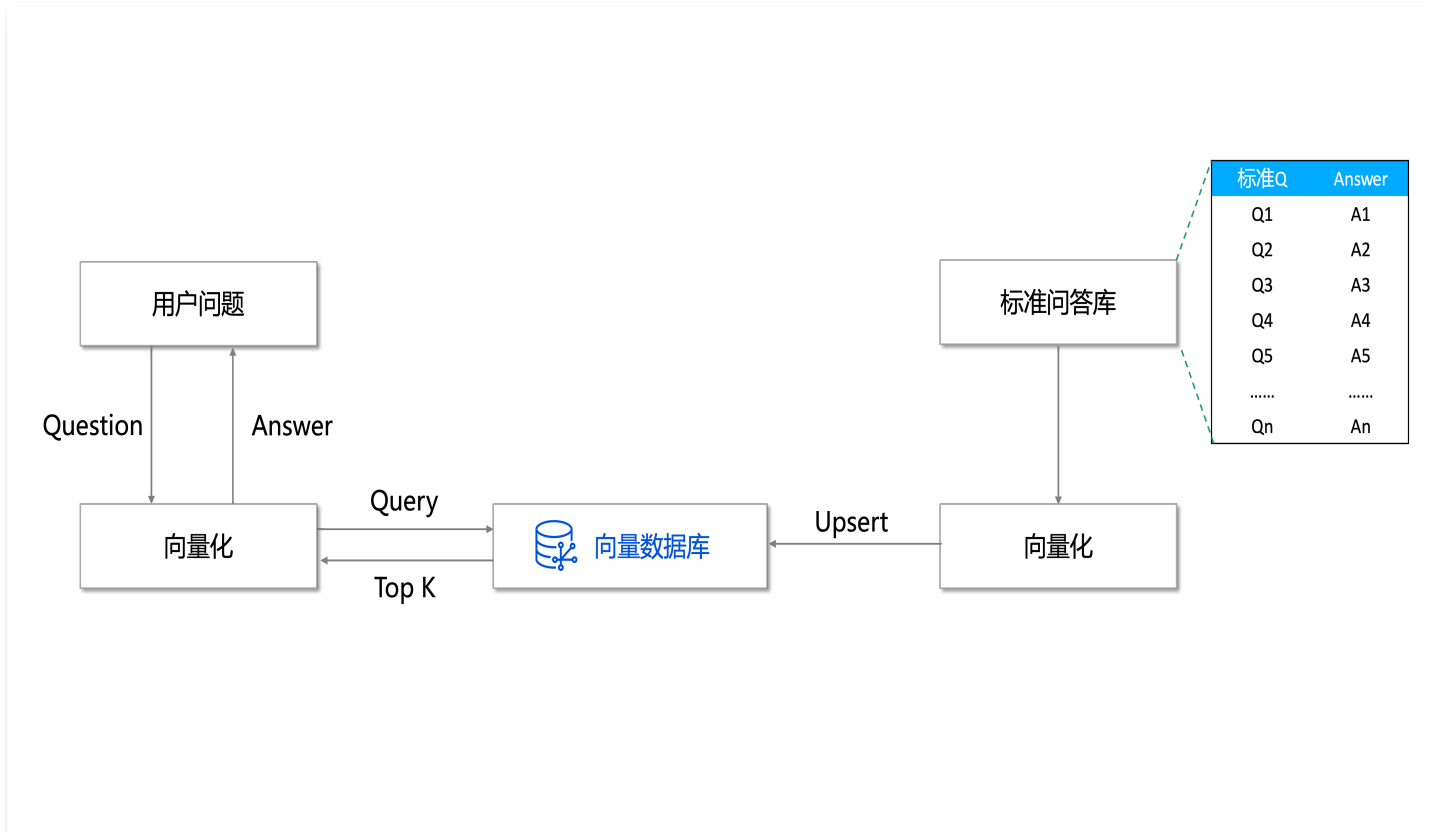 标准Q Answer
Q1 A1
Q2 A2
Q3 A3
Q4 A4
Q5 A5
...... ......
Qn An
用户问题
标准问答库
Question
Answer
向量化
Query
Top K
向量数据库
Upsert
向量化